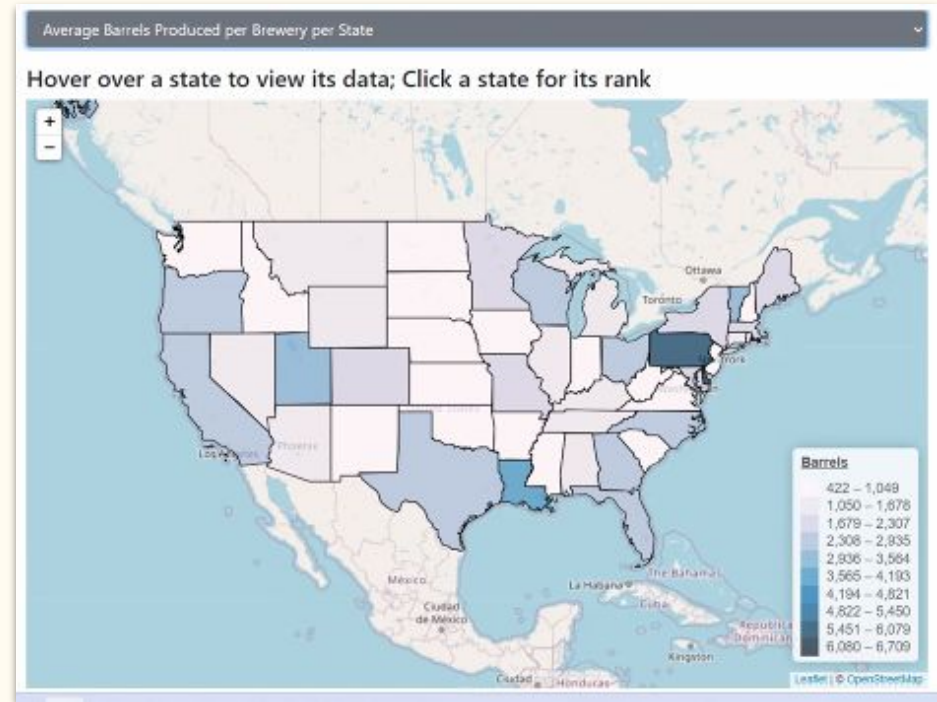 Average Barrels Produced per Brewery per State
Hover over a state to view its data; Click a state for its rank
+
−
Ottawa
Toronto
York
Los Angeles
Phoenix
Barrels
422 – 1,049
1,050 – 1,678
1,679 – 2,307
2,308 – 2,935
2,936 – 3,564
3,565 – 4,193
4,194 – 4,821
4,822 – 5,450
5,451 – 6,079
6,080 – 6,709
The Bahamas
La Habana
Cuba
México
Ciudad
de México
República
Dominicana
Kingston
Ciudad
Honduras
Leaflet | © OpenStreetMap